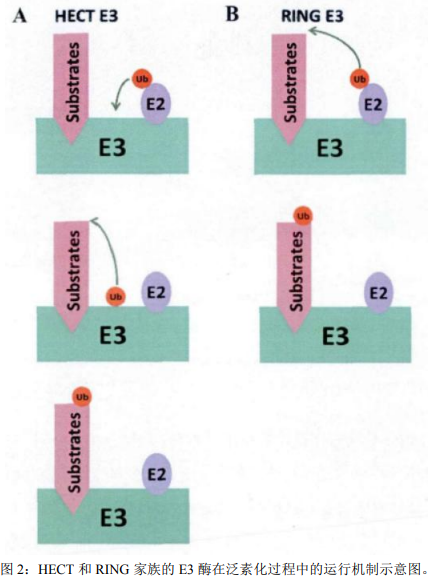 A HECT E3
B RING E3
Substrates
Ub
E2
E3
Substrates
Ub
E2
E3
Substrates
Ub
E2
E3
Substrates
Ub
E2
E3
Substrates
Ub
E2
E3
图 2：HECT 和 RING 家族的 E3 酶在泛素化过程中的运行机制示意图。